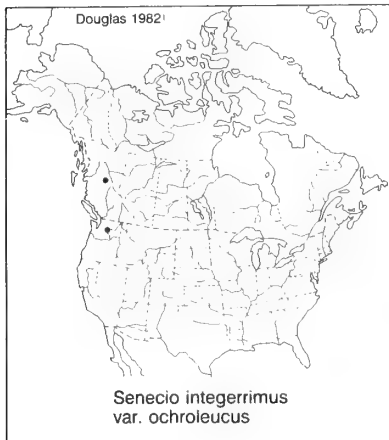 Douglas 1982!
Senecio integerrimus
var. ochroleucus